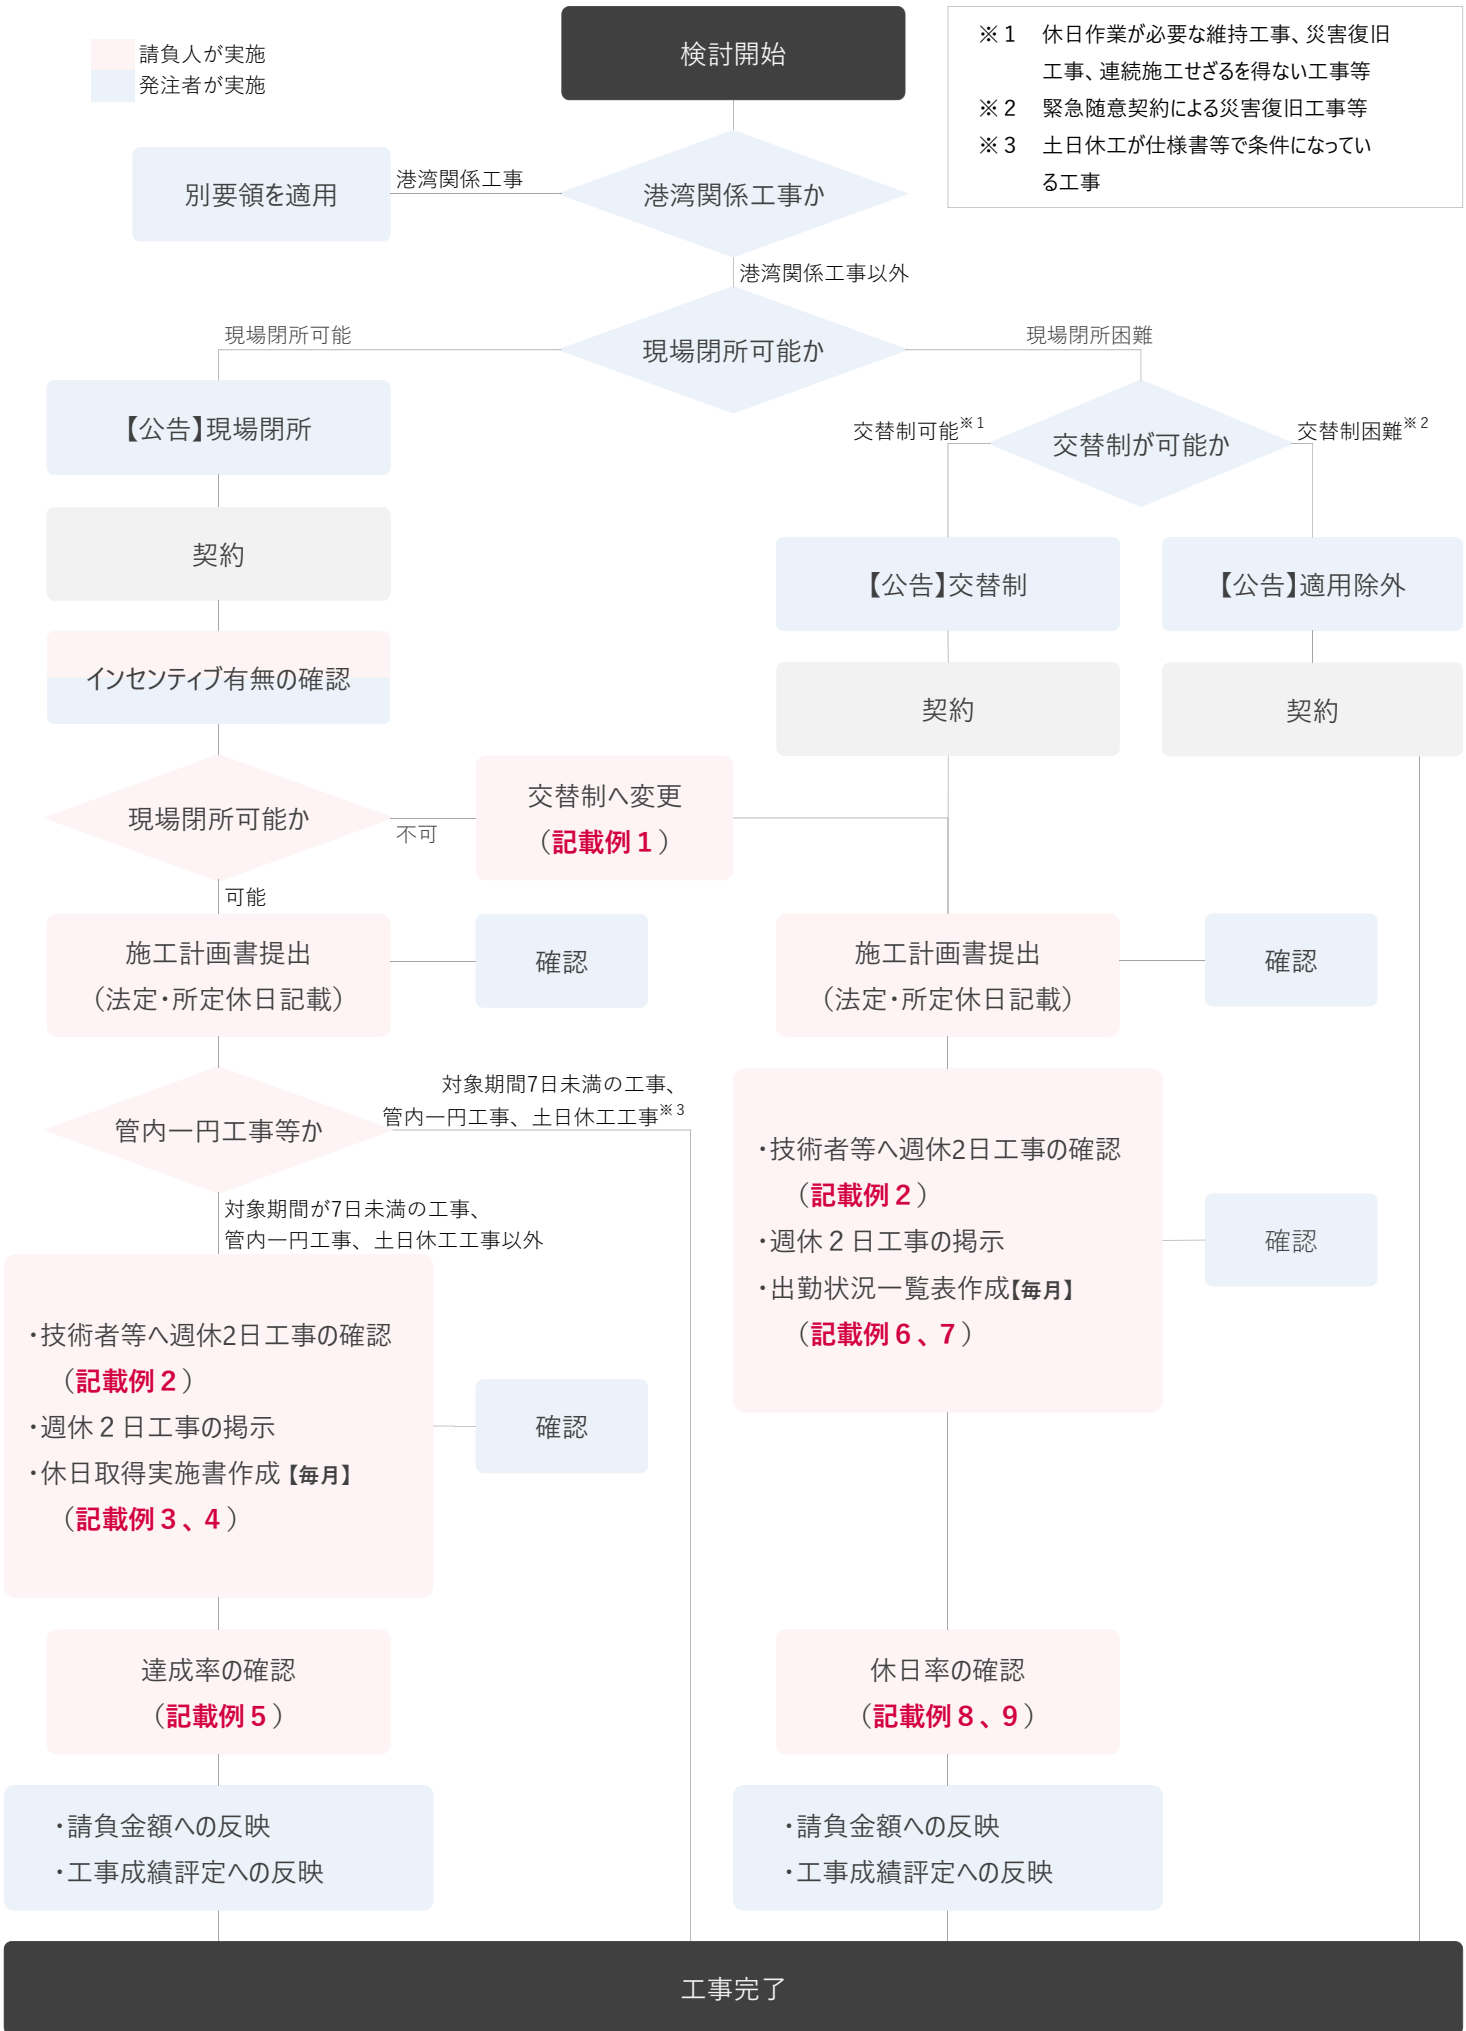 請負人が実施
発注者が実施
検討開始
※1 休日作業が必要な維持工事、災害復旧
工事、連続施工せざるを得ない工事等
※2 緊急随意契約による災害復旧工事等
※3 土日休工が仕様書等で条件になってい
る工事
別要領を適用
港湾関係工事
港湾関係工事か
港湾関係工事以外
現場閉所可能
現場閉所可能か
現場閉所困難
【公告】現場閉所
交替制可能※1
交替制が可能か
交替制困難※2
契約
【公告】交替制
【公告】適用除外
インセンティブ有無の確認
契約
契約
現場閉所可能か
不可
交替制へ変更
（記載例１）
可能
施工計画書提出
（法定・所定休日記載）
確認
施工計画書提出
（法定・所定休日記載）
確認
管内一円工事等か
対象期間7日未満の工事、
管内一円工事、土日休工工事※3
対象期間が7日未満の工事、
管内一円工事、土日休工工事以外
・技術者等へ週休2日工事の確認
（記載例２）
・週休２日工事の掲示
・出勤状況一覧表作成【毎月】
（記載例６、７）
確認
・技術者等へ週休2日工事の確認
（記載例２）
・週休２日工事の掲示
・休日取得実施書作成【毎月】
（記載例３、４）
確認
達成率の確認
（記載例５）
休日率の確認
（記載例８、９）
・請負金額への反映
・工事成績評定への反映
・請負金額への反映
・工事成績評定への反映
工事完了